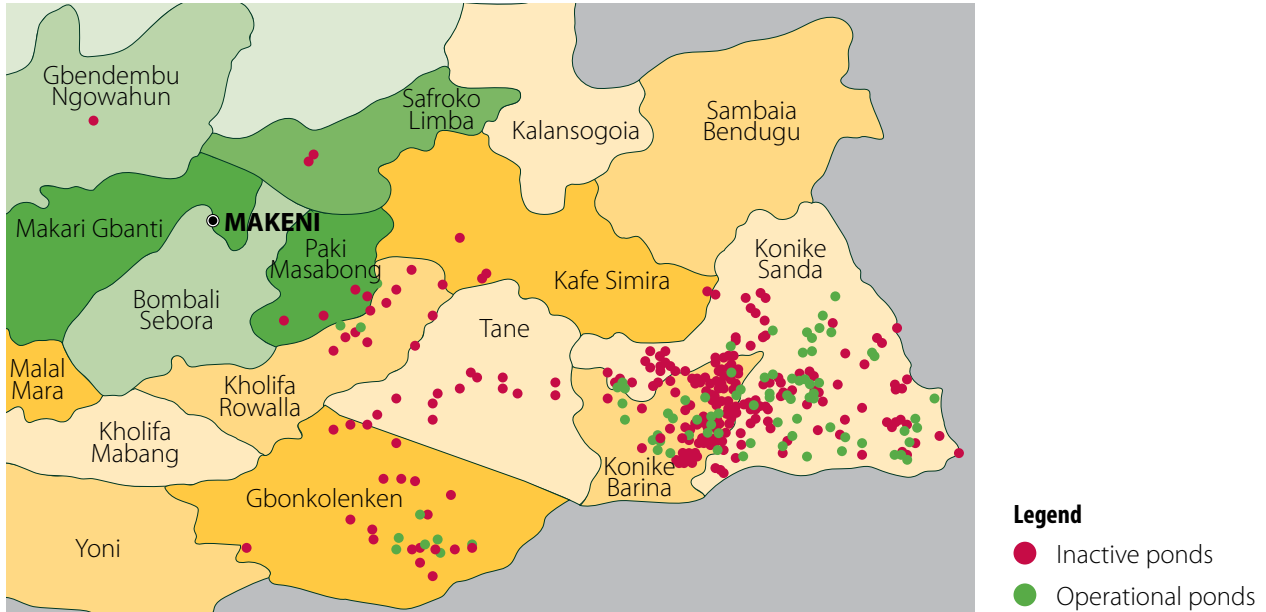 Gbendembu
Ngowahun
Safroko
Limba
Kalansogoia
Sambaia
Bendugu
Makari Gbanti
MAKENI
Paki
Masabong
Konike
Sanda
Bombali
Sebora
Kafe Simira
Tane
Malal
Mara
Kholifa
Rowalla
Kholifa
Mabang
Konike
Barina
Gbonkolenken
Yoni
Legend
Inactive ponds
Operational ponds